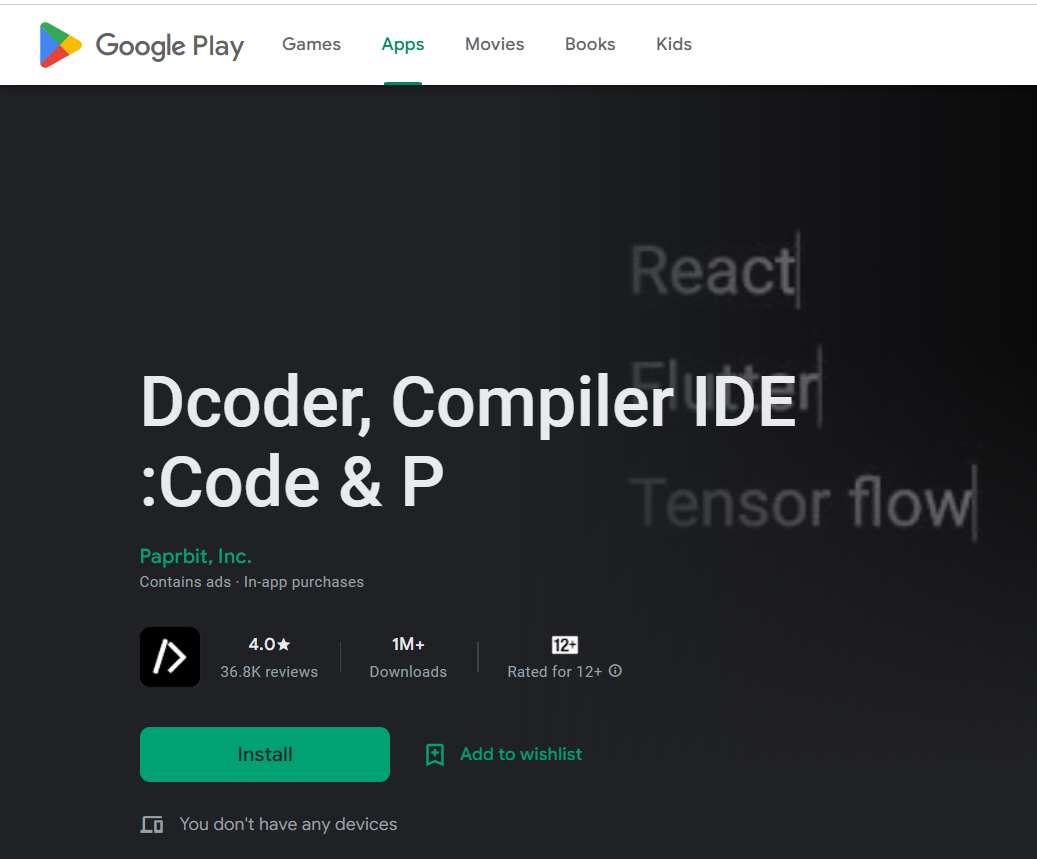 Google Play Games Apps Movies Books Kids
React
Flutter
Dcoder, Compiler IDE
:Code & P
Tensor flow
Paprbit, Inc.
Contains ads · In-app purchases
4.0★ 1M+ 12+
36.8K reviews Downloads Rated for 12+
Install Add to wishlist
You don't have any devices